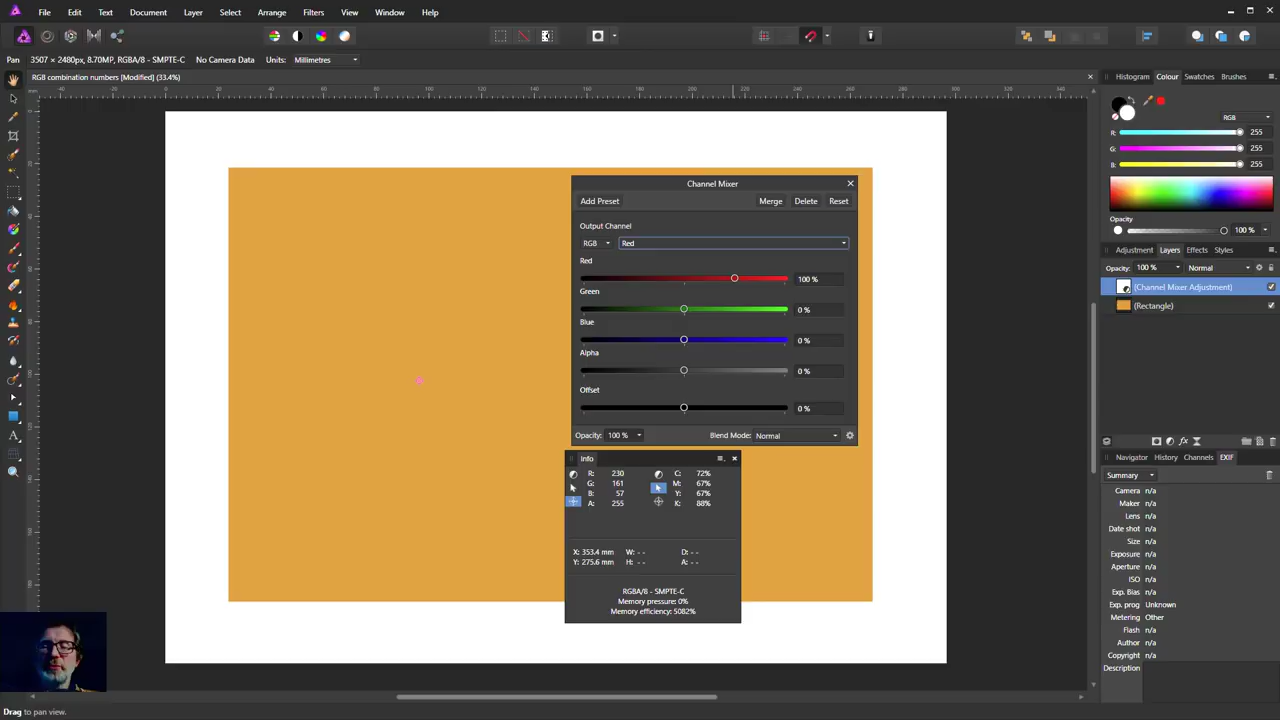 File Edit Text Document Layer Select Arrange Filters View Window Help
Pan 3507 × 2480px, 8.70MP, RGBA/8 - SMPTE-C No Camera Data Units: Millimetres
RGB combination numbers [Modified] (33.4%)
Histogram Colour Swatches Brushes
RGB
R: 255
G: 255
B: 255
Opacity
100 %
Adjustment Layers Effects Styles
Opacity: 100 % Normal
(Channel Mixer Adjustment)
(Rectangle)
Channel Mixer
Add Preset Merge Delete Reset
Output Channel
RGB Red
Red
100 %
Green
0 %
Blue
0 %
Alpha
0 %
Offset
0 %
Opacity: 100 % Blend Mode: Normal
Info
R: 230 C: 72%
G: 161 M: 67%
B: 57 Y: 67%
A: 255 K: 88%
X: 353.4 mm W: - - D: - -
Y: 275.6 mm H: - - A: - -
RGBA/8 - SMPTE-C
Memory pressure: 0%
Memory efficiency: 5082%
Navigator History Channels EXIF
Summary
Camera n/a
Maker n/a
Lens n/a
Date shot n/a
Size n/a
Exposure n/a
Aperture n/a
ISO n/a
Exp. Bias n/a
Exp. prog Unknown
Metering Other
Flash n/a
Author n/a
Copyright n/a
Description
Drag to pan view.